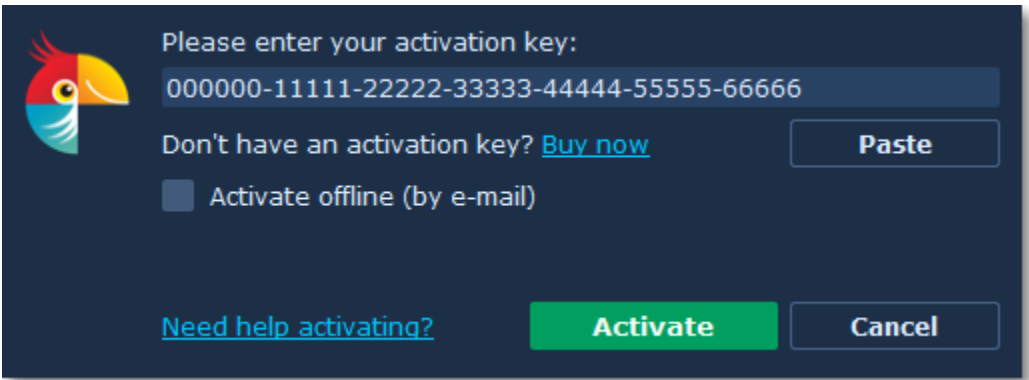 Please enter your activation key:
000000-11111-22222-33333-44444-55555-66666
Don't have an activation key? Buy now
Paste
Activate offline (by e-mail)
Need help activating?
Activate
Cancel